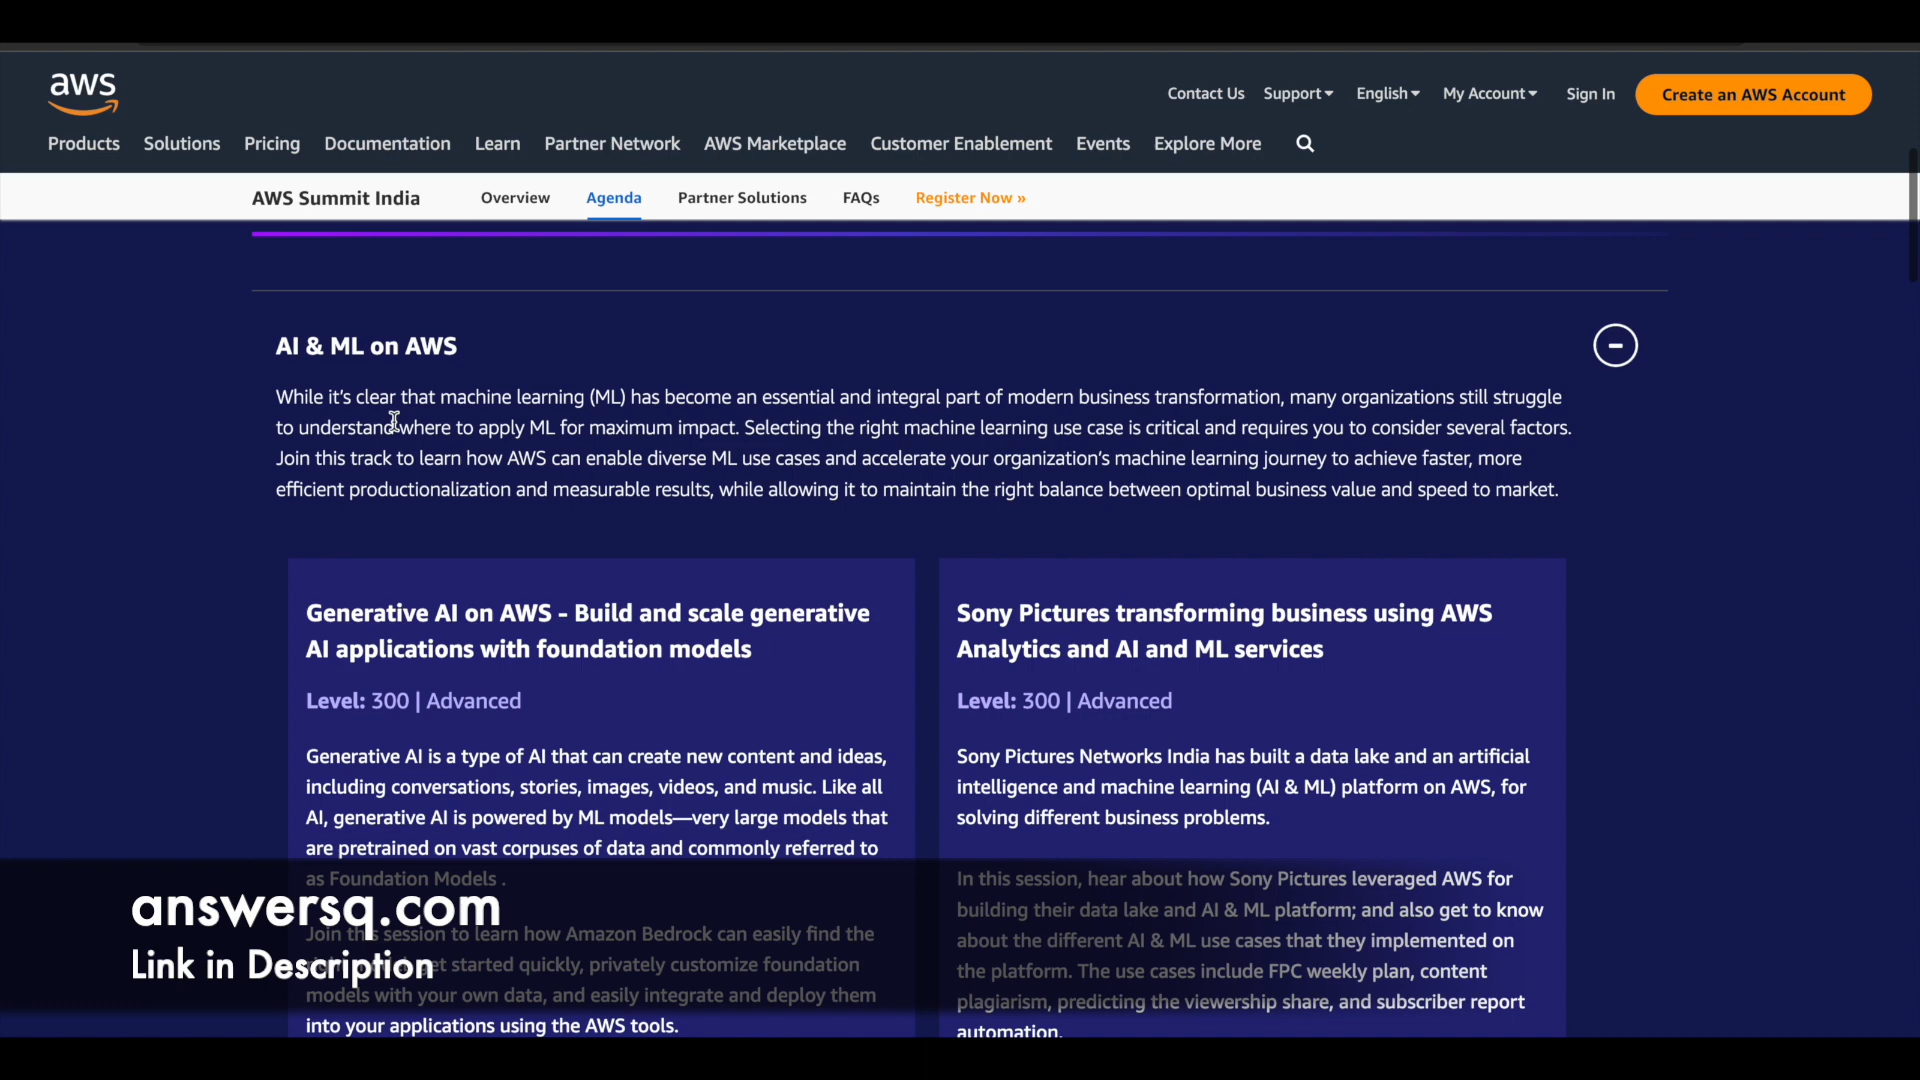 aws
Contact Us Support English My Account Sign In Create an AWS Account
Products Solutions Pricing Documentation Learn Partner Network AWS Marketplace Customer Enablement Events Explore More
AWS Summit India Overview Agenda Partner Solutions FAQs Register Now »
AI & ML on AWS
While it's clear that machine learning (ML) has become an essential and integral part of modern business transformation, many organizations still struggle
to understand where to apply ML for maximum impact. Selecting the right machine learning use case is critical and requires you to consider several factors.
Join this track to learn how AWS can enable diverse ML use cases and accelerate your organization's machine learning journey to achieve faster, more
efficient productionalization and measurable results, while allowing it to maintain the right balance between optimal business value and speed to market.
Generative AI on AWS - Build and scale generative
AI applications with foundation models
Level: 300 | Advanced
Generative AI is a type of AI that can create new content and ideas,
including conversations, stories, images, videos, and music. Like all
AI, generative AI is powered by ML models—very large models that
are pretrained on vast corpuses of data and commonly referred to
as Foundation Models .
Join this session to learn how Amazon Bedrock can easily find the
get started quickly, privately customize foundation
models with your own data, and easily integrate and deploy them
into your applications using the AWS tools.
Sony Pictures transforming business using AWS
Analytics and AI and ML services
Level: 300 | Advanced
Sony Pictures Networks India has built a data lake and an artificial
intelligence and machine learning (AI & ML) platform on AWS, for
solving different business problems.
In this session, hear about how Sony Pictures leveraged AWS for
building their data lake and AI & ML platform; and also get to know
about the different AI & ML use cases that they implemented on
the platform. The use cases include FPC weekly plan, content
plagiarism, predicting the viewership share, and subscriber report
automation.
answersq.com
Link in Description